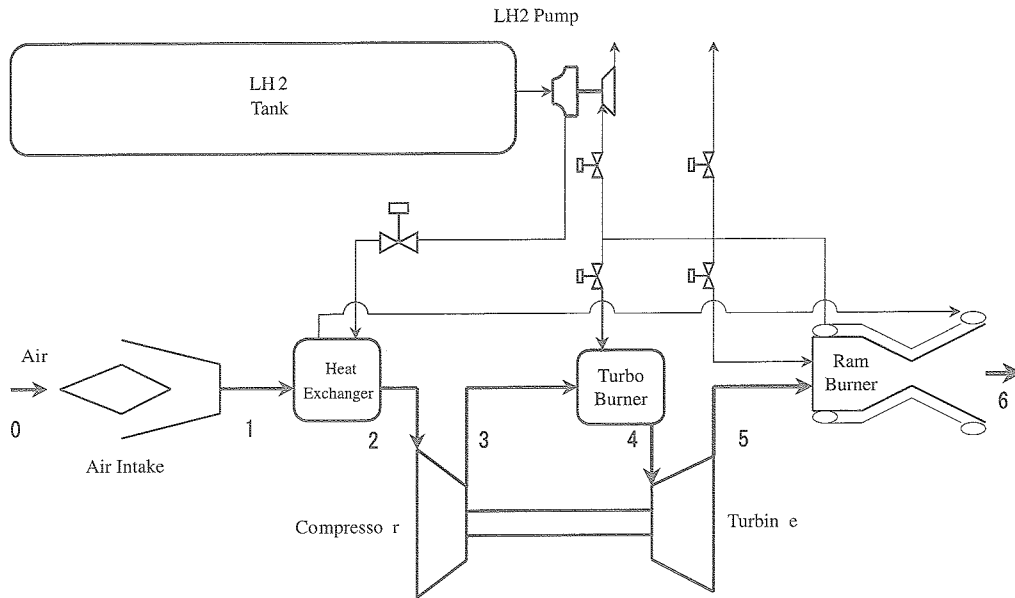 LH2 Pump
LH 2
Tank
Air
0
Air Intake
1
Heat
Exchanger
2
3
Turbo
Burner
4
5
Ram
Burner
6
Compresso r
Turbin e